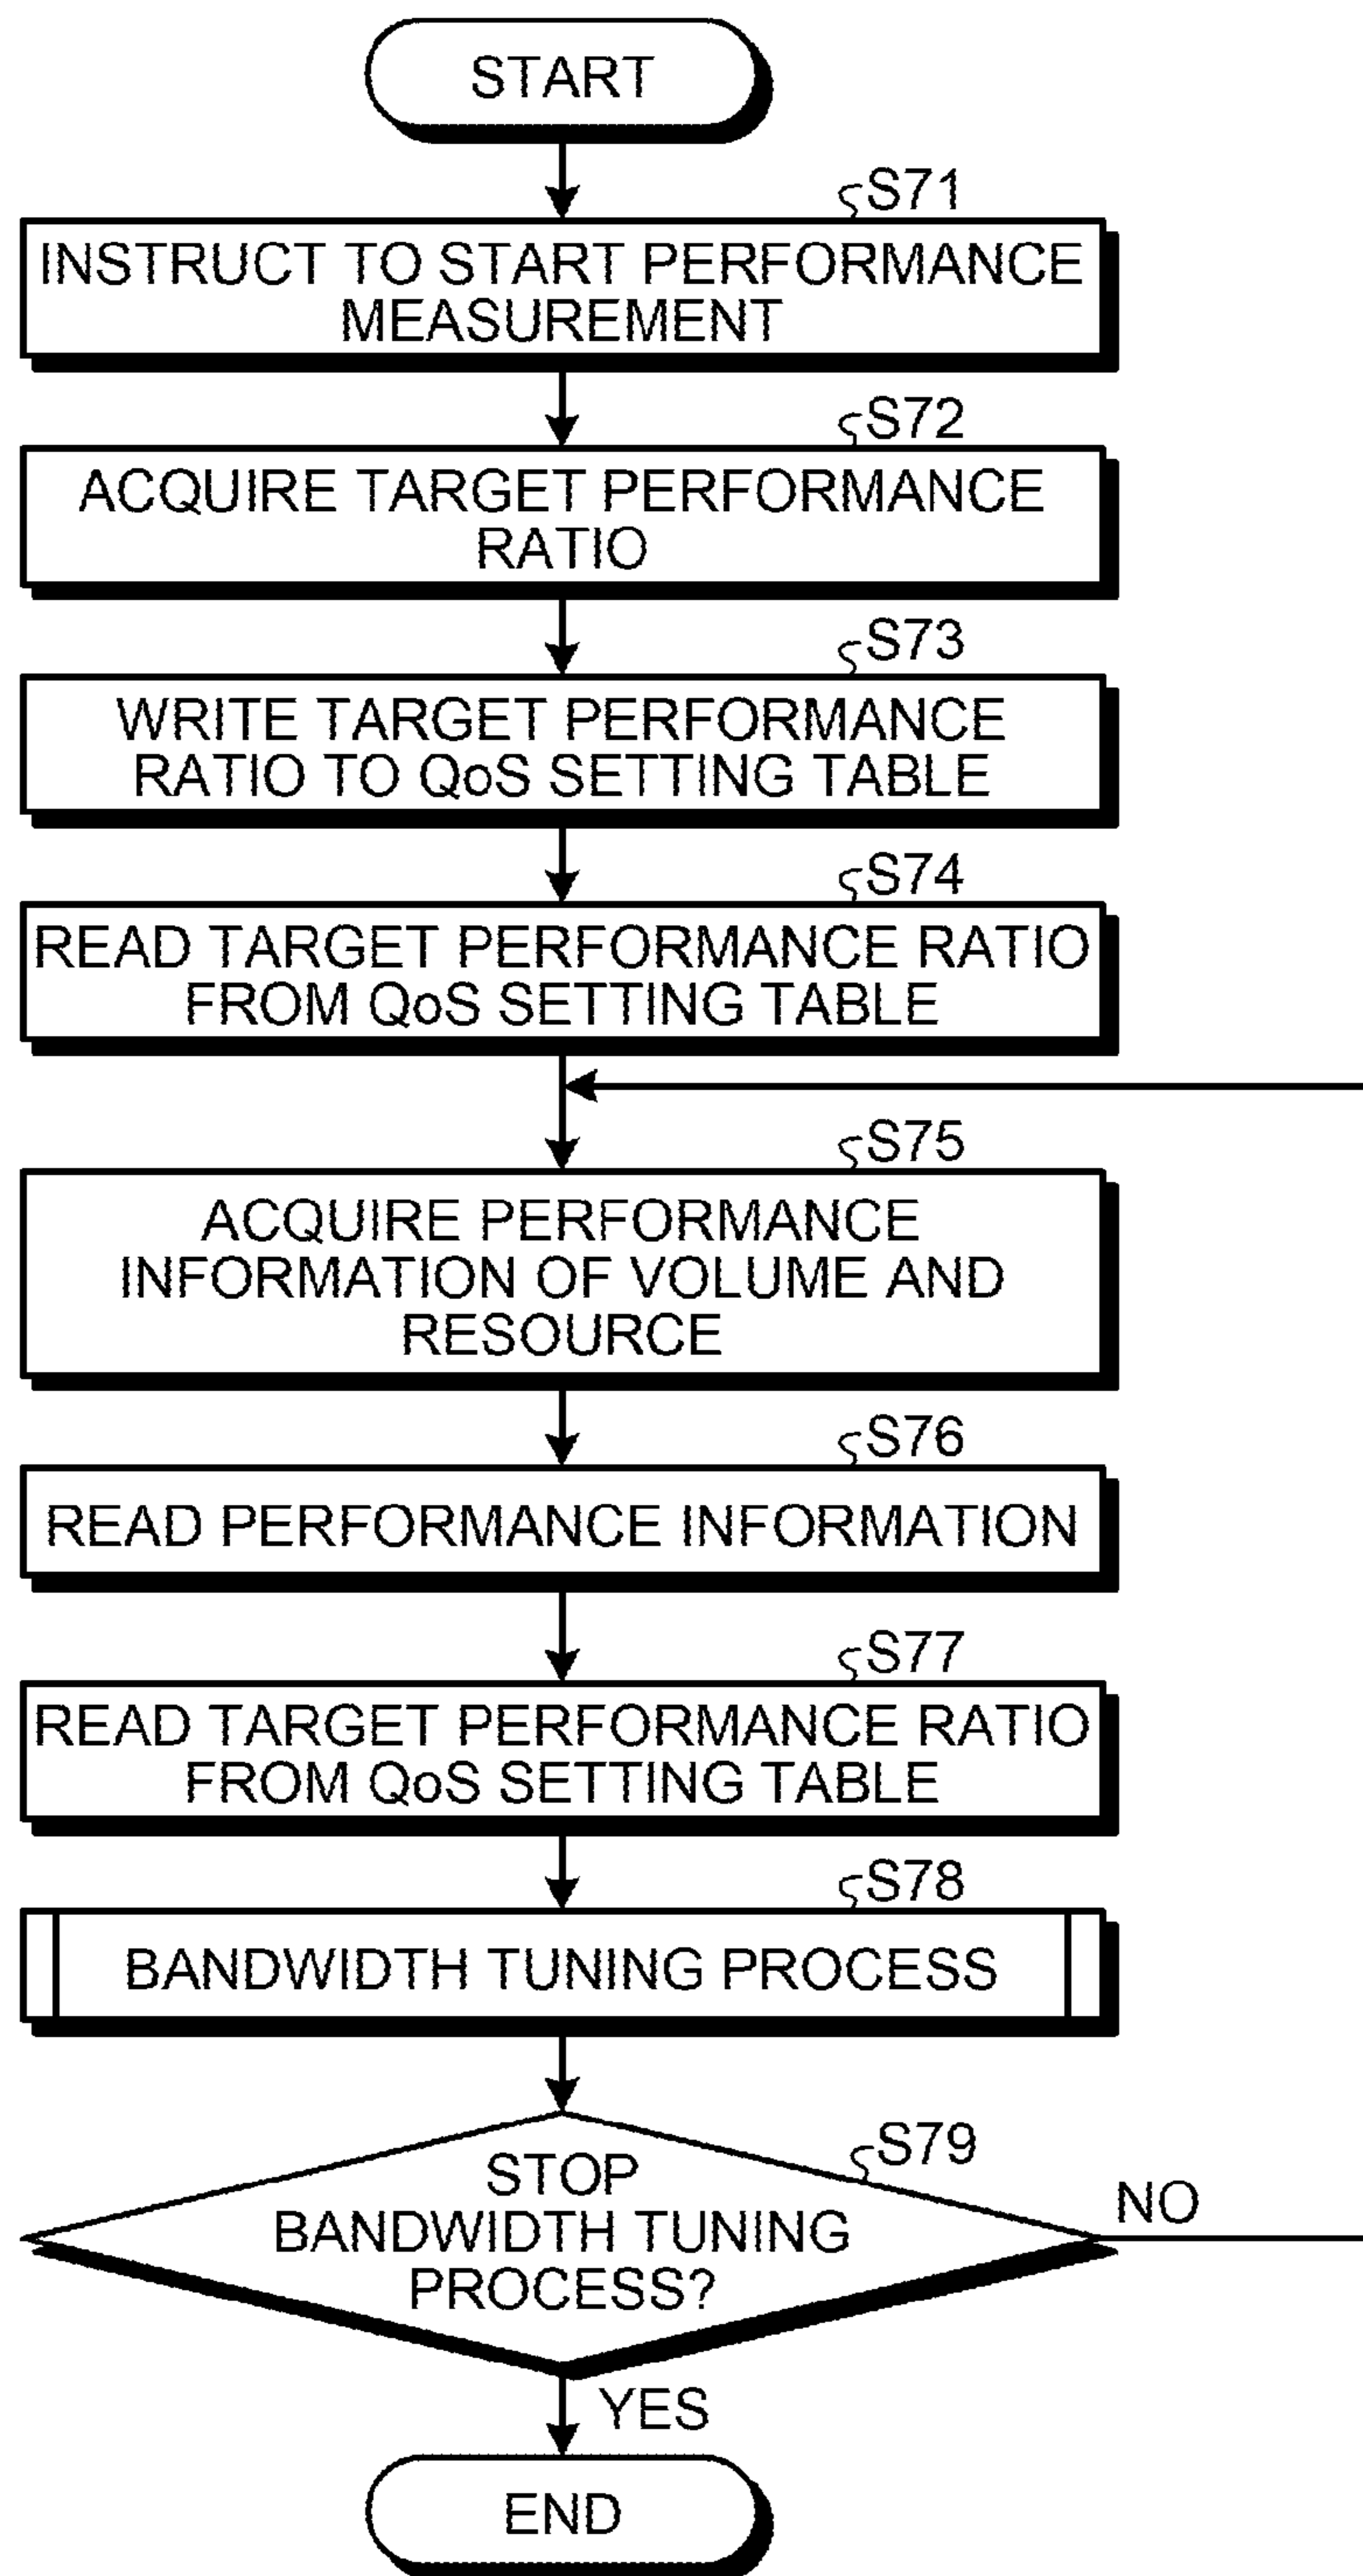 START
S71
INSTRUCT TO START PERFORMANCE
MEASUREMENT
S72
ACQUIRE TARGET PERFORMANCE
RATIO
S73
WRITE TARGET PERFORMANCE
RATIO TO QoS SETTING TABLE
S74
READ TARGET PERFORMANCE RATIO
FROM QoS SETTING TABLE
S75
ACQUIRE PERFORMANCE
INFORMATION OF VOLUME AND
RESOURCE
S76
READ PERFORMANCE INFORMATION
S77
READ TARGET PERFORMANCE RATIO
FROM QoS SETTING TABLE
S78
BANDWIDTH TUNING PROCESS
S79
STOP
BANDWIDTH TUNING
PROCESS?
NO
YES
END